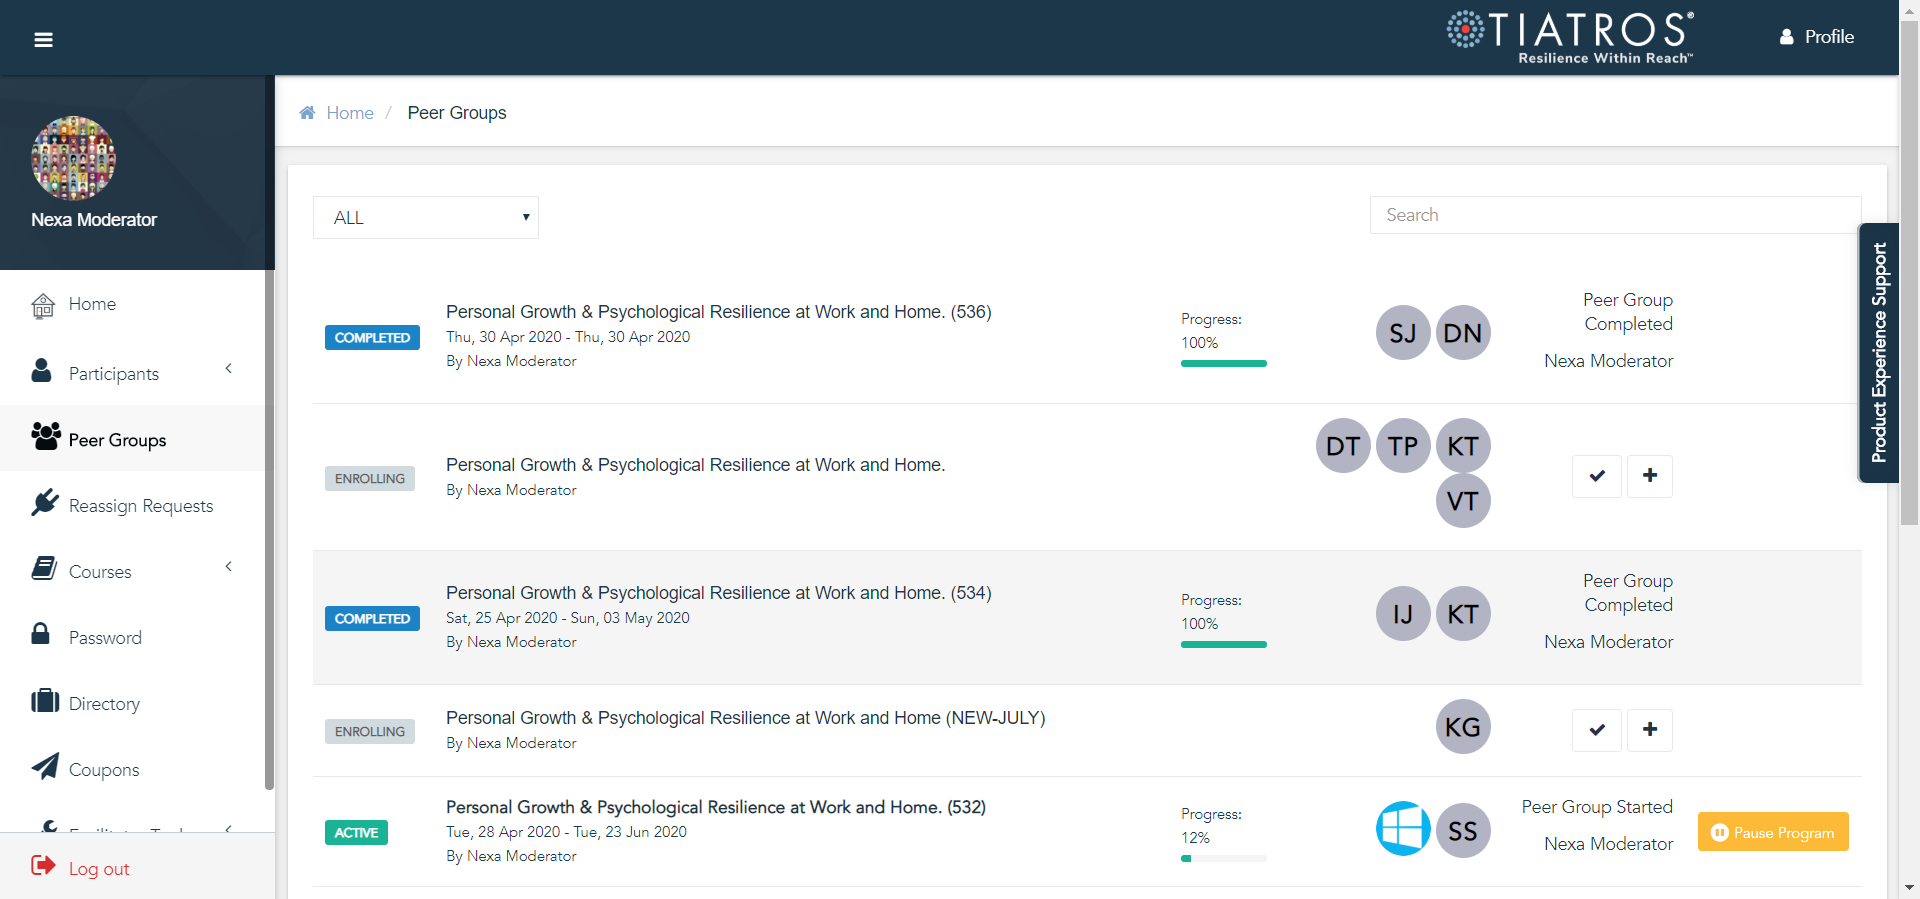 TIATROS®
Resilience Within Reach™
Profile
Nexa Moderator
Home / Peer Groups
ALL
Search
Product Experience Support
Home
Participants
Peer Groups
Reassign Requests
Courses
Password
Directory
Coupons
Log out
COMPLETED
Personal Growth & Psychological Resilience at Work and Home. (536)
Thu, 30 Apr 2020 - Thu, 30 Apr 2020
By Nexa Moderator
Progress:
100%
SJ DN
Peer Group
Completed
Nexa Moderator
ENROLLING
Personal Growth & Psychological Resilience at Work and Home.
By Nexa Moderator
DT TP KT
VT
COMPLETED
Personal Growth & Psychological Resilience at Work and Home. (534)
Sat, 25 Apr 2020 - Sun, 03 May 2020
By Nexa Moderator
Progress:
100%
IJ KT
Peer Group
Completed
Nexa Moderator
ENROLLING
Personal Growth & Psychological Resilience at Work and Home (NEW-JULY)
By Nexa Moderator
KG
ACTIVE
Personal Growth & Psychological Resilience at Work and Home. (532)
Tue, 28 Apr 2020 - Tue, 23 Jun 2020
By Nexa Moderator
Progress:
12%
SS
Peer Group Started
Nexa Moderator
Pause Program